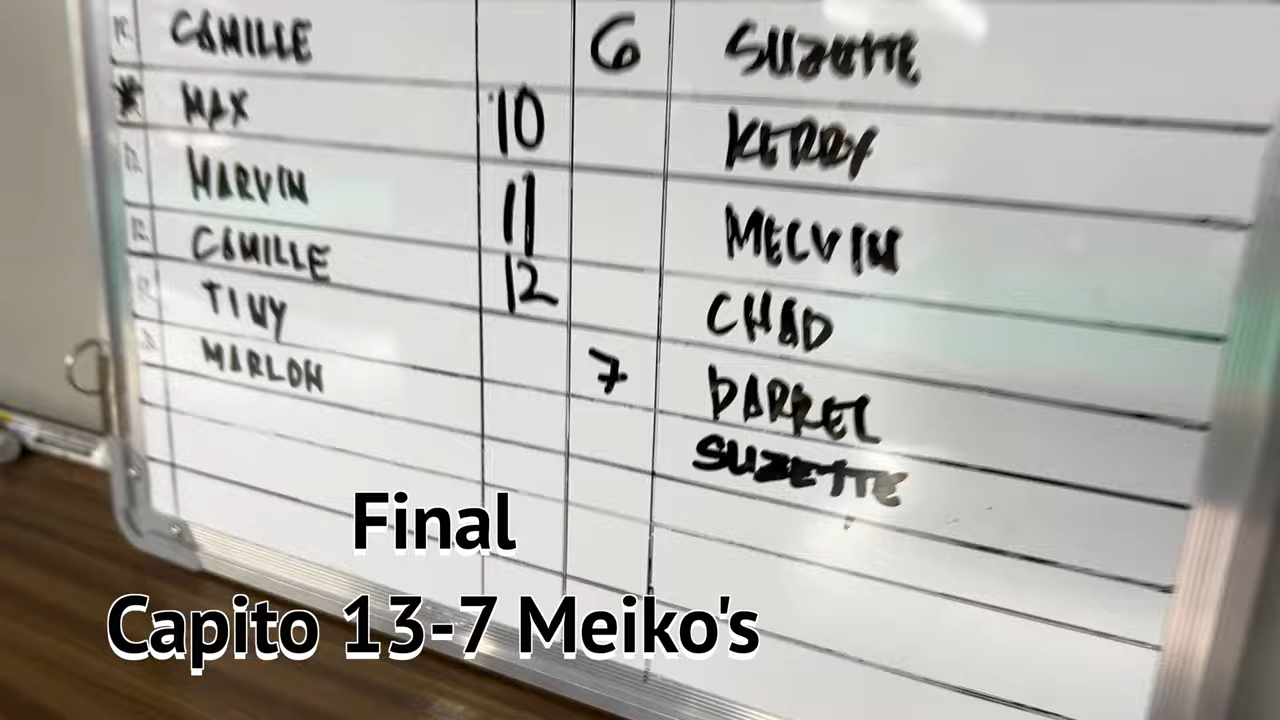 CAMILLE 6 SUZETTE
* MAX 10 KERRY
MARVIN 11 MELVIN
12. CAMILLE 12 CHAD
TINY 7 DARREL
MARLON SUZETTE
Final
Capito 13-7 Meiko's